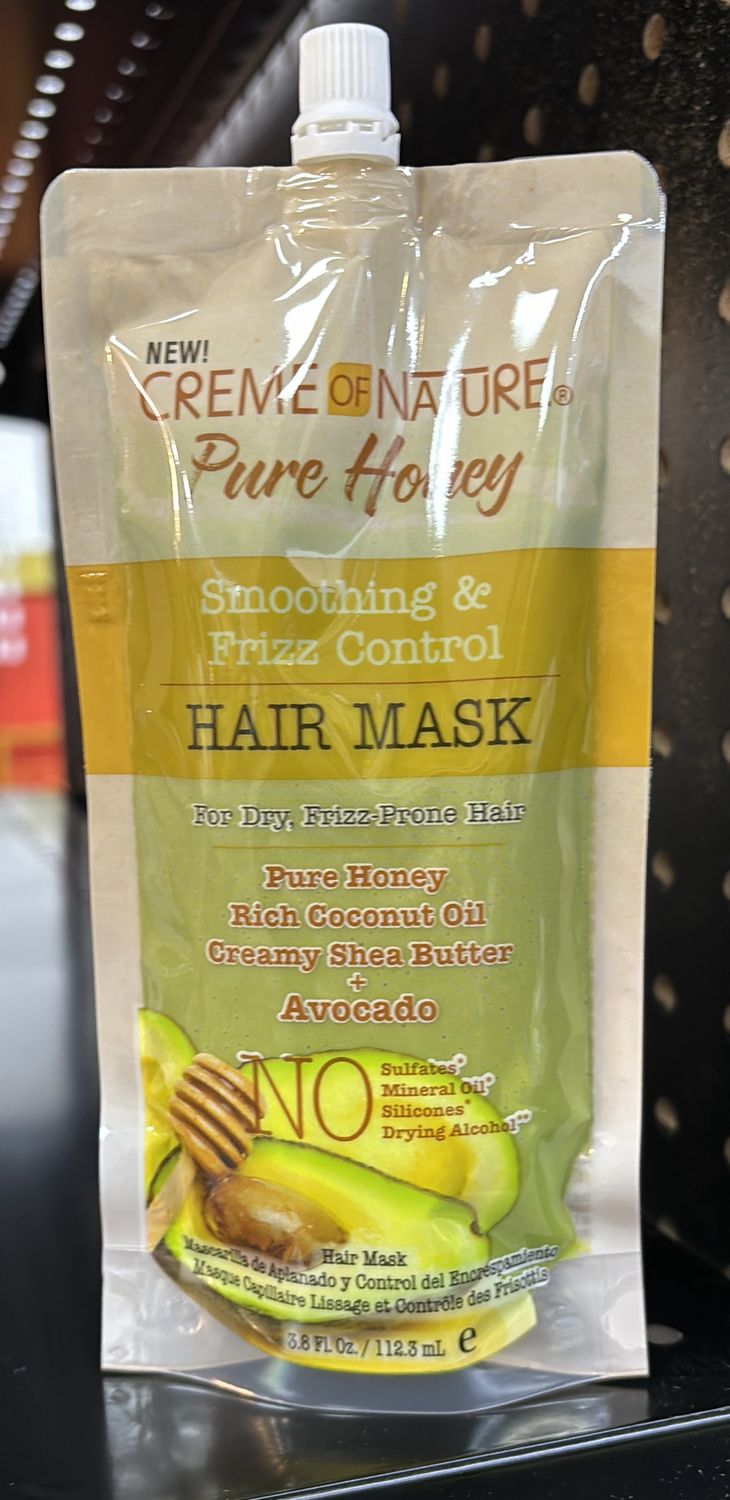 NEW!
CREME OF NATURE®
Pure Honey
Smoothing &
Frizz Control
HAIR MASK
For Dry, Frizz-Prone Hair
Pure Honey
Rich Coconut Oil
Creamy Shea Butter
+
Avocado
NO
Sulfates*
Mineral Oil*
Silicones*
Drying Alcohol**
Hair Mask
Mascarilla de Aplanado y Control del Encrespamiento
Masque Capillaire Lissage et Contrôle des Frisottis
3.8 Fl. Oz. / 112.3 mL e